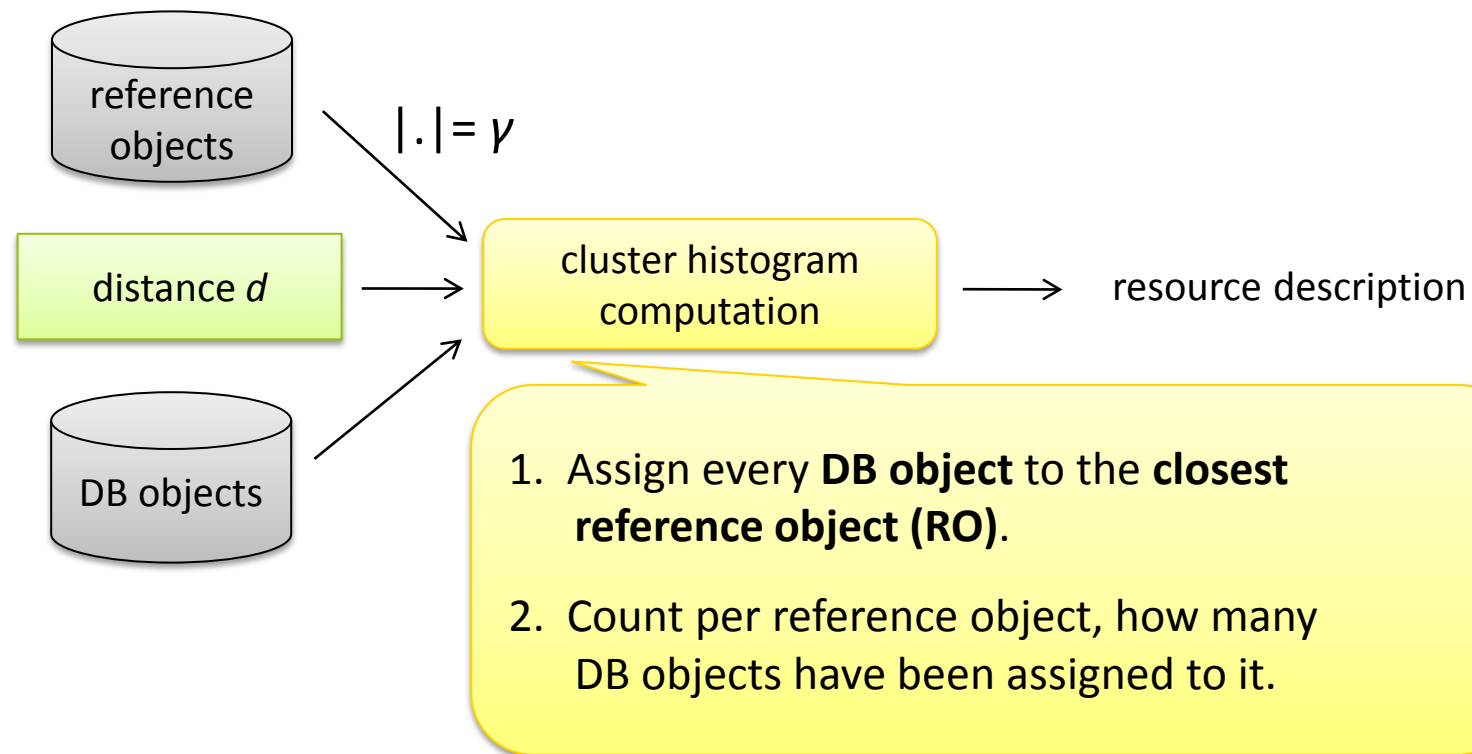 reference
objects
|.|= γ
distance d
cluster histogram
computation
resource description
DB objects
1. Assign every DB object to the closest
reference object (RO).
2. Count per reference object, how many
DB objects have been assigned to it.